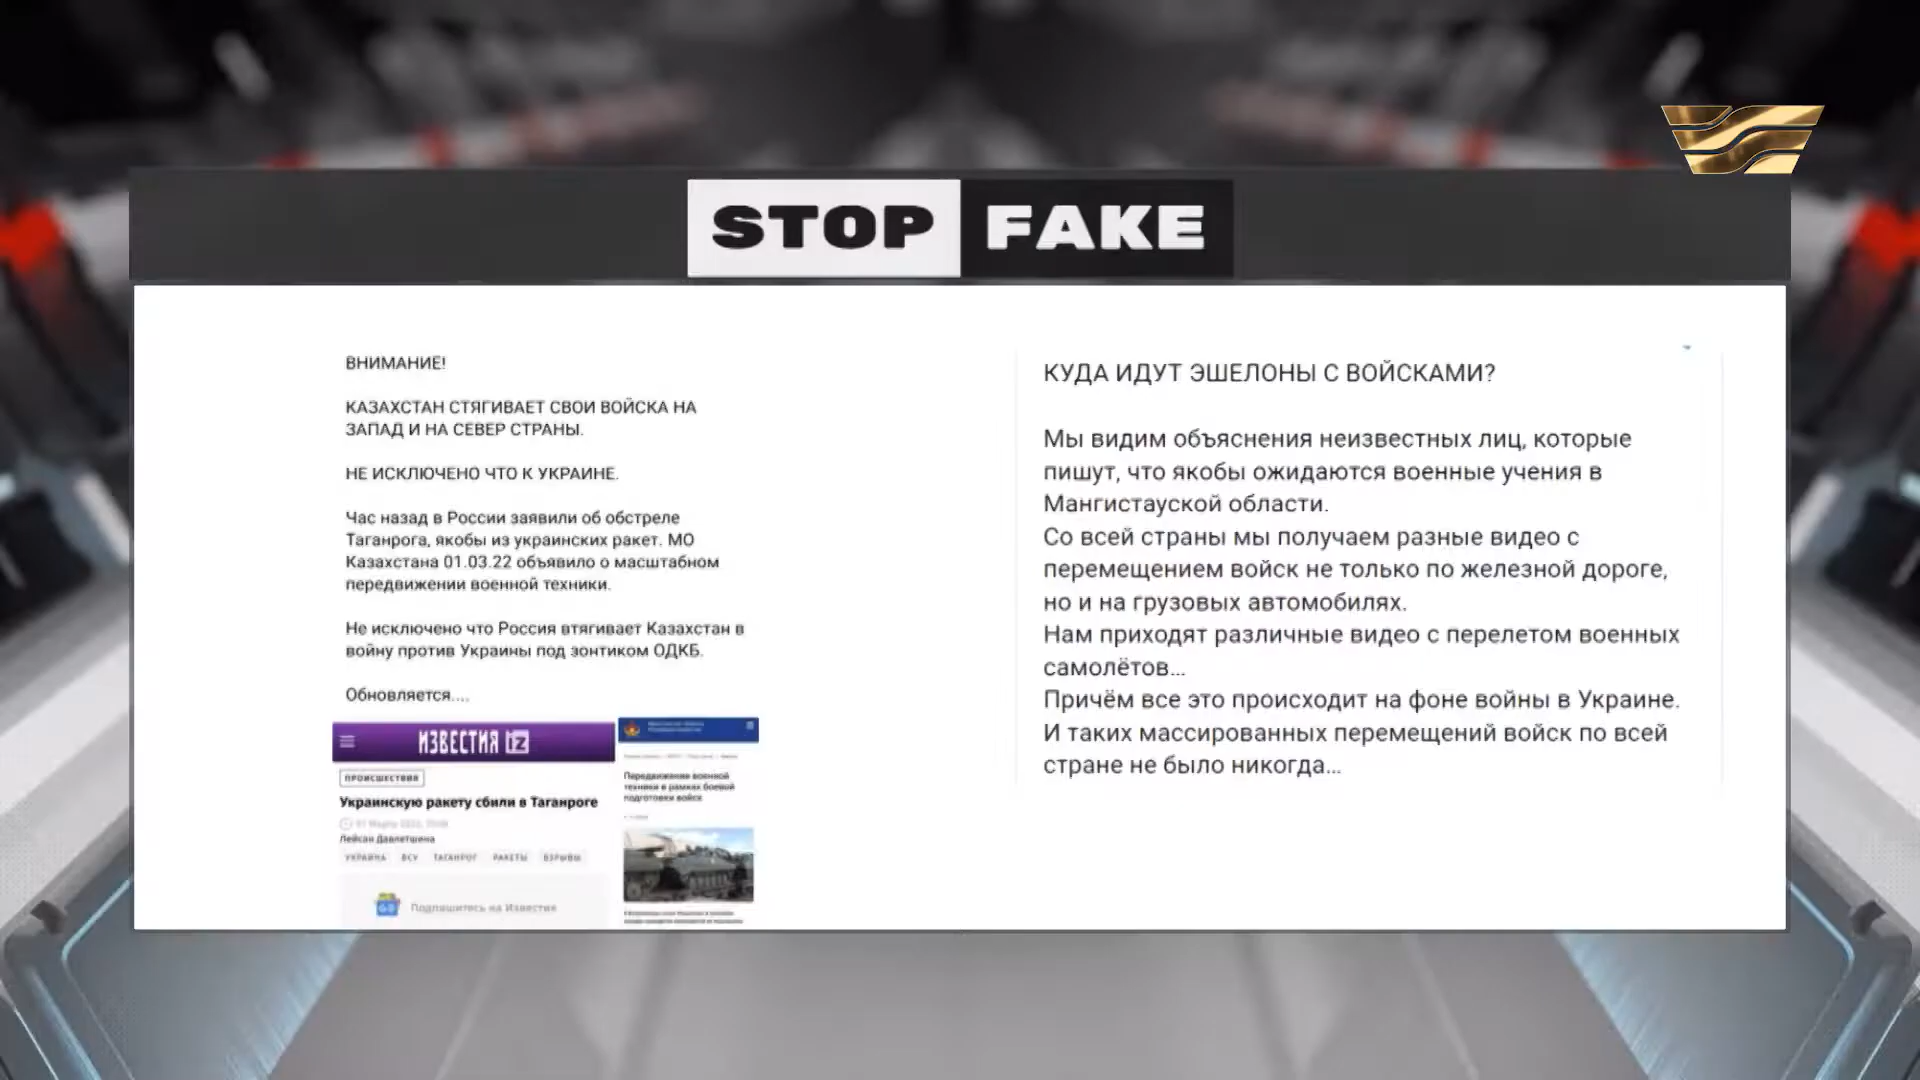 STOP FAKE
ВНИМАНИЕ!
КАЗАХСТАН СТЯГИВАЕТ СВОИ ВОЙСКА НА
ЗАПАД И НА СЕВЕР СТРАНЫ.
НЕ ИСКЛЮЧЕНО ЧТО К УКРАИНЕ.
Час назад в России заявили об обстреле
Таганрога, якобы из украинских ракет. МО
Казахстана 01.03.22 объявило о масштабном
передвижении военной техники.
Не исключено что Россия втягивает Казахстан в
войну против Украины под зонтиком ОДКБ.
Обновляется....
ИЗВЕСТИЯ iz
ПРОИСШЕСТВИЯ
Украинскую ракету сбили в Таганроге
Лейсан Давлетшина
УКРАИНА ВСУ ТАГАНРОГ РАКЕТЫ ВЗРЫВЫ
Подпишитесь на Известия
Передвижение военной
техники в рамках боевой
подготовки войск
КУДА ИДУТ ЭШЕЛОНЫ С ВОЙСКАМИ?
Мы видим объяснения неизвестных лиц, которые
пишут, что якобы ожидаются военные учения в
Мангистауской области.
Со всей страны мы получаем разные видео с
перемещением войск не только по железной дороге,
но и на грузовых автомобилях.
Нам приходят различные видео с перелетом военных
самолётов...
Причём все это происходит на фоне войны в Украине.
И таких массированных перемещений войск по всей
стране не было никогда...